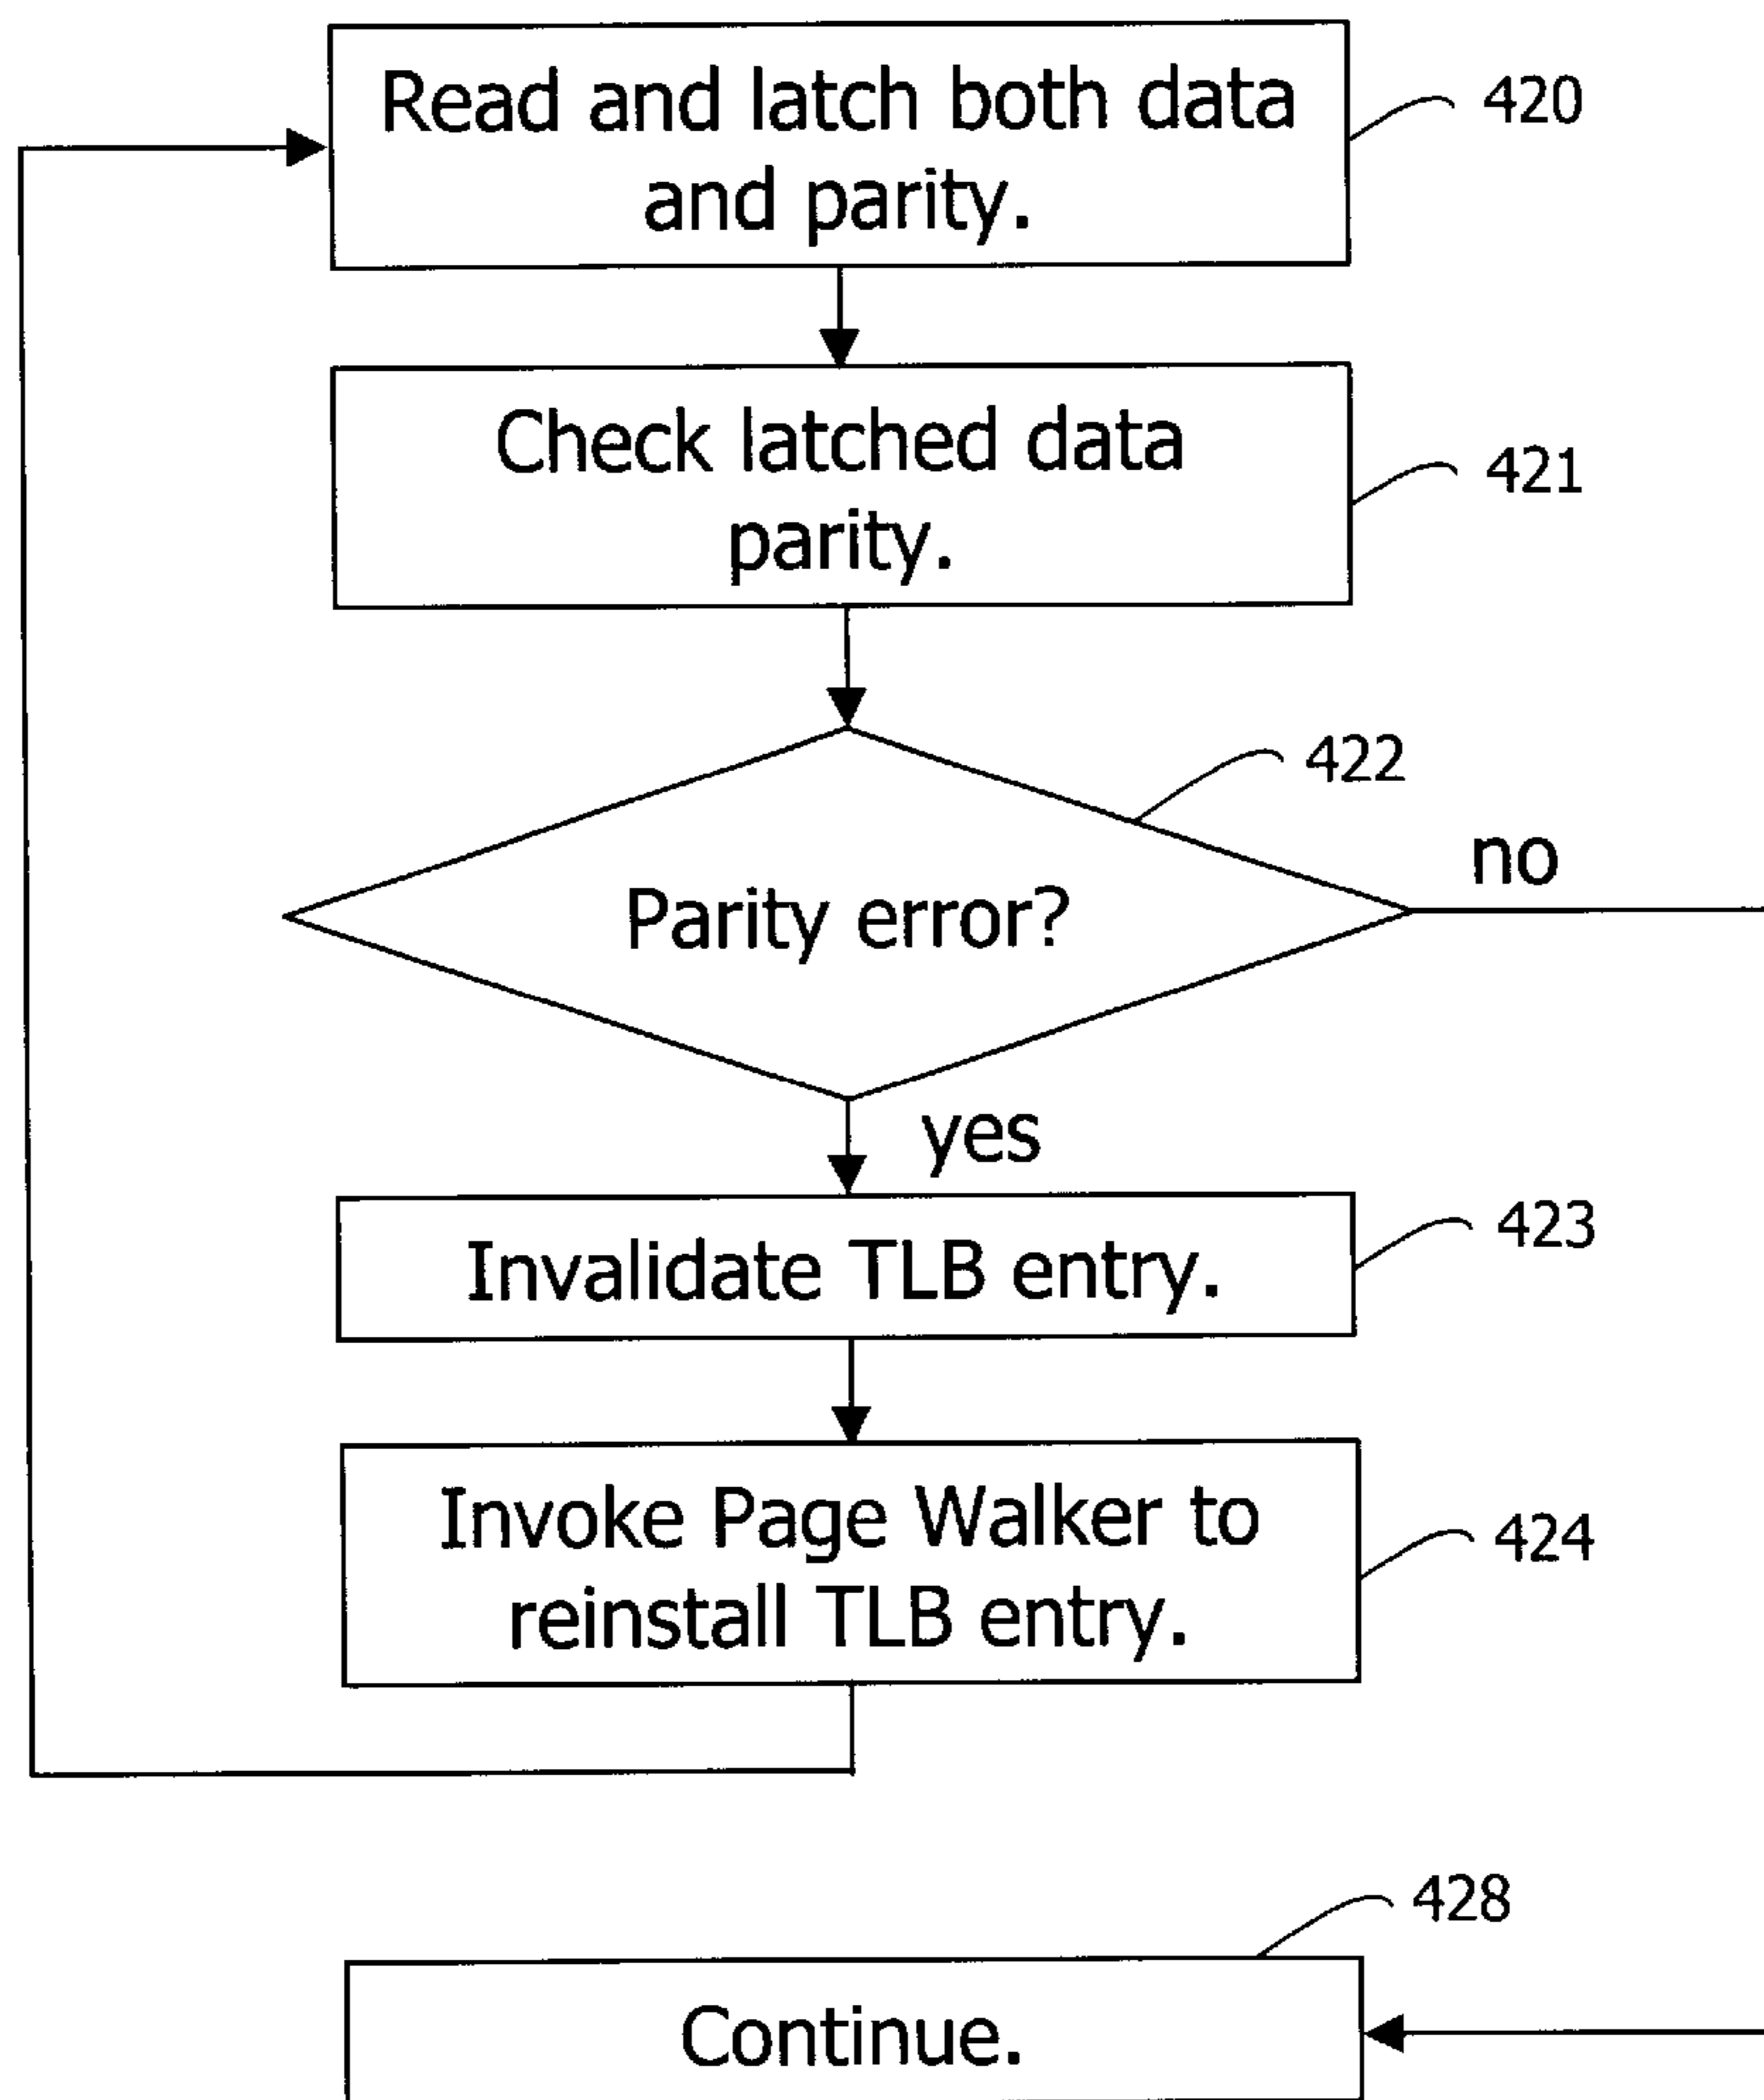 Read and latch both data
and parity.
420
Check latched data
parity.
421
422
no
Parity error?
yes
Invalidate TLB entry.
423
Invoke Page Walker to
reinstall TLB entry.
424
428
Continue.